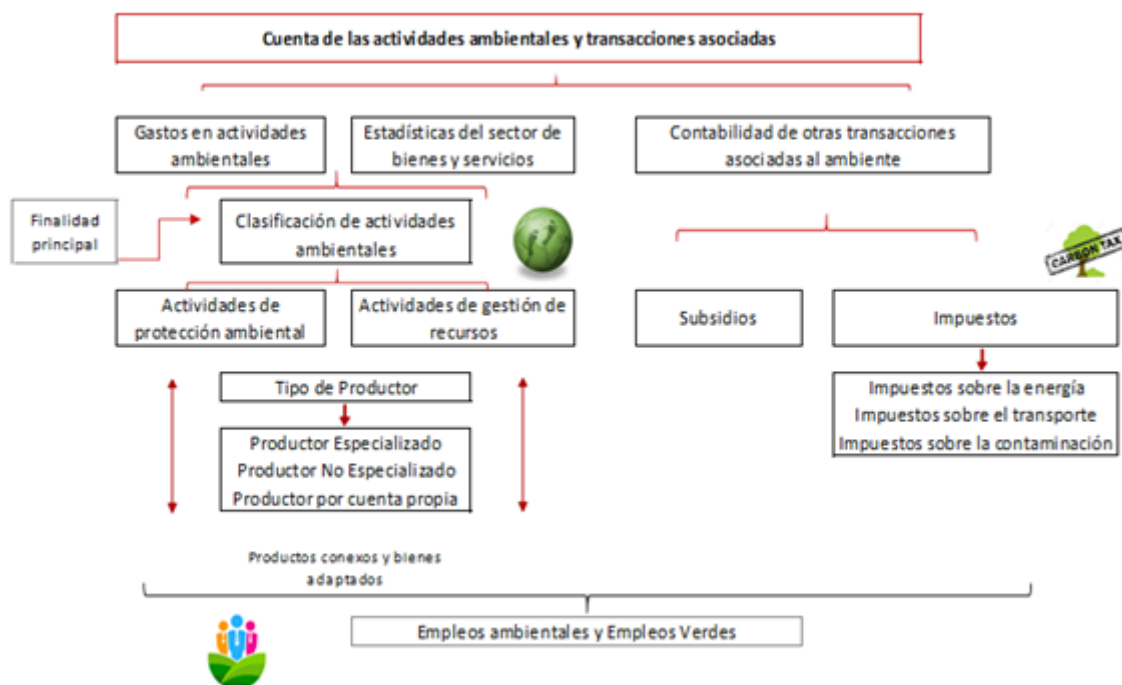 Cuenta de las actividades ambientales y transacciones asociadas
Gastos en actividades
ambientales
Estadísticas del sector de
bienes y servicios
Contabilidad de otras transacciones
asociadas al ambiente
Finalidad
principal
Clasificación de actividades
ambientales
CARBON TAX
Actividades de
protección ambiental
Actividades de gestión de
recursos
Subsidios
Impuestos
Tipo de Productor
Impuestos sobre la energía
Impuestos sobre el transporte
Impuestos sobre la contaminación
Productor Especializado
Productor No Especializado
Productor por cuenta propia
Productos conexos y bienes
adaptados
Empleos ambientales y Empleos Verdes